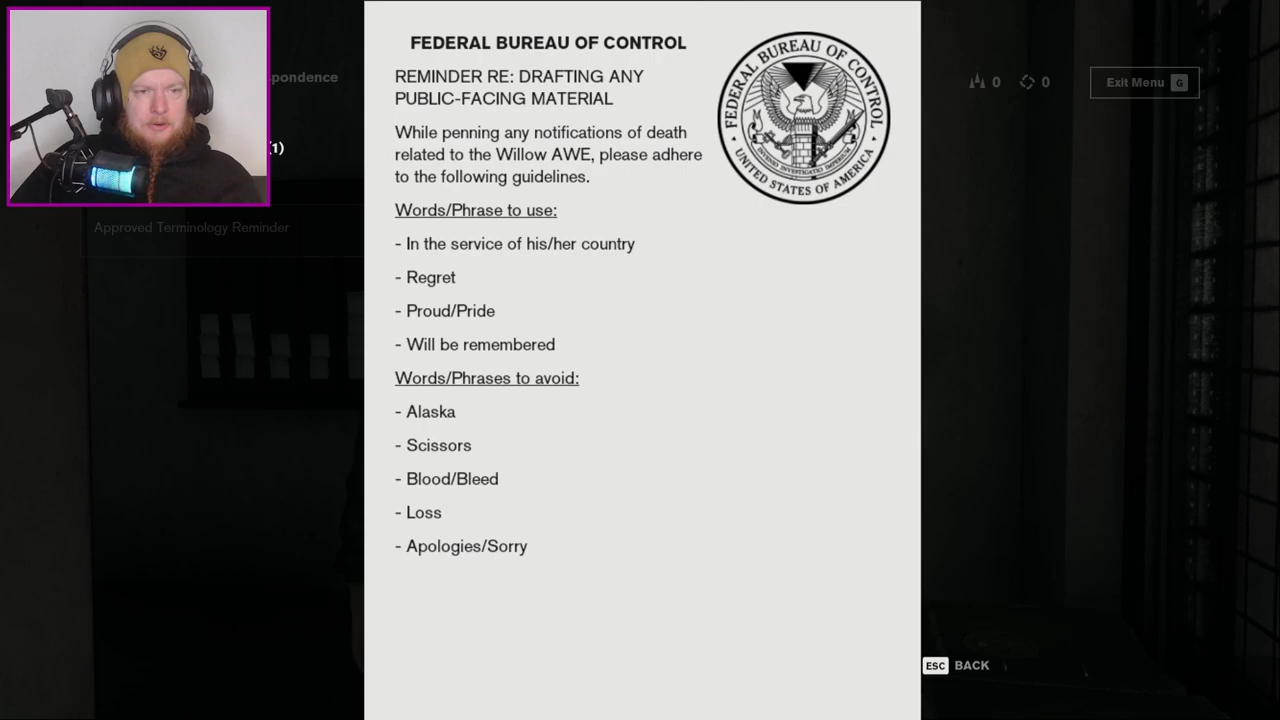 spondence
(1)
Approved Terminology Reminder
FEDERAL BUREAU OF CONTROL
REMINDER RE: DRAFTING ANY
PUBLIC-FACING MATERIAL
While penning any notifications of death
related to the Willow AWE, please adhere
to the following guidelines.
Words/Phrase to use:
- In the service of his/her country
- Regret
- Proud/Pride
- Will be remembered
Words/Phrases to avoid:
- Alaska
- Scissors
- Blood/Bleed
- Loss
- Apologies/Sorry
FEDERAL BUREAU OF CONTROL
UNITED STATES OF AMERICA
0
0
Exit Menu G
ESC BACK